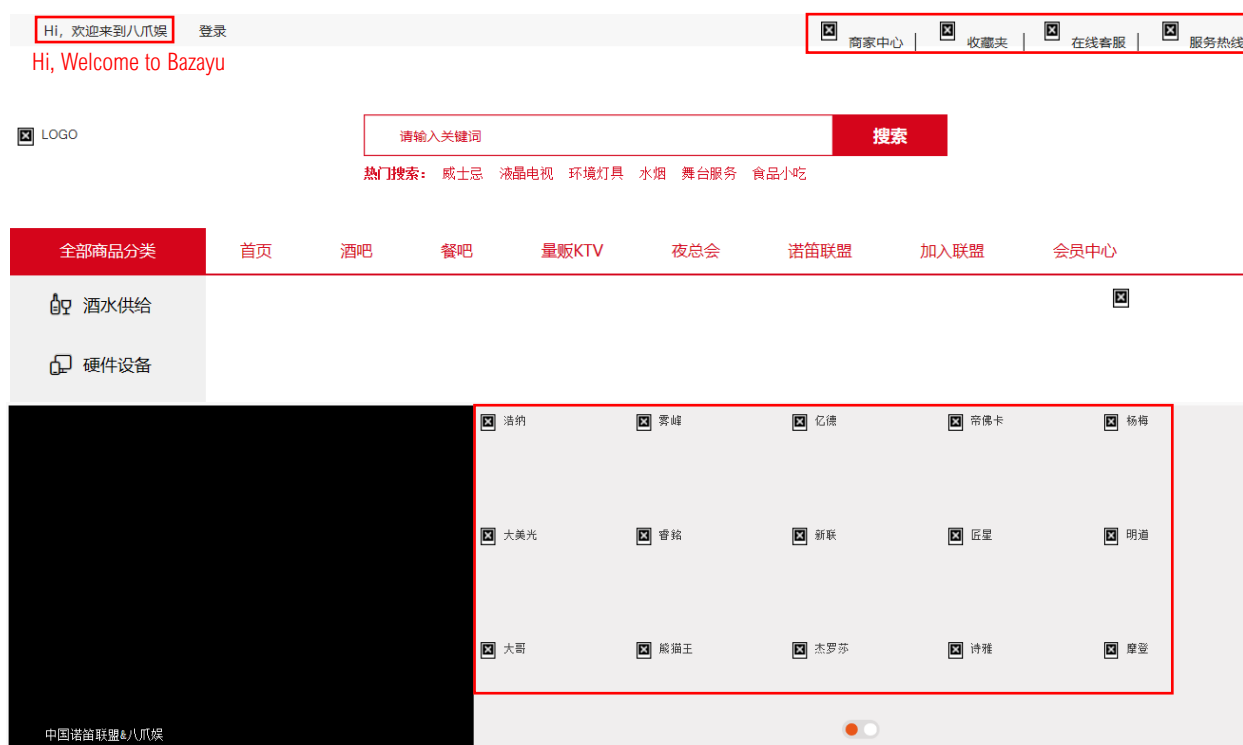 Hi，欢迎来到八爪娱 登录 商家中心 | 收藏夹 | 在线客服 | 服务热线
Hi, Welcome to Bazayu
LOGO 请输入关键词 搜索
热门搜索： 威士忌 液晶电视 环境灯具 水烟 舞台服务 食品小吃
全部商品分类 首页 酒吧 餐吧 量贩KTV 夜总会 诺笛联盟 加入联盟 会员中心
酒水供给
硬件设备
浩纳 雾峰 亿德 帝佛卡 杨梅
大美光 睿銘 新联 匠星 明道
大哥 熊猫王 杰罗莎 诗雅 摩登
中国诺笛联盟&八爪娱